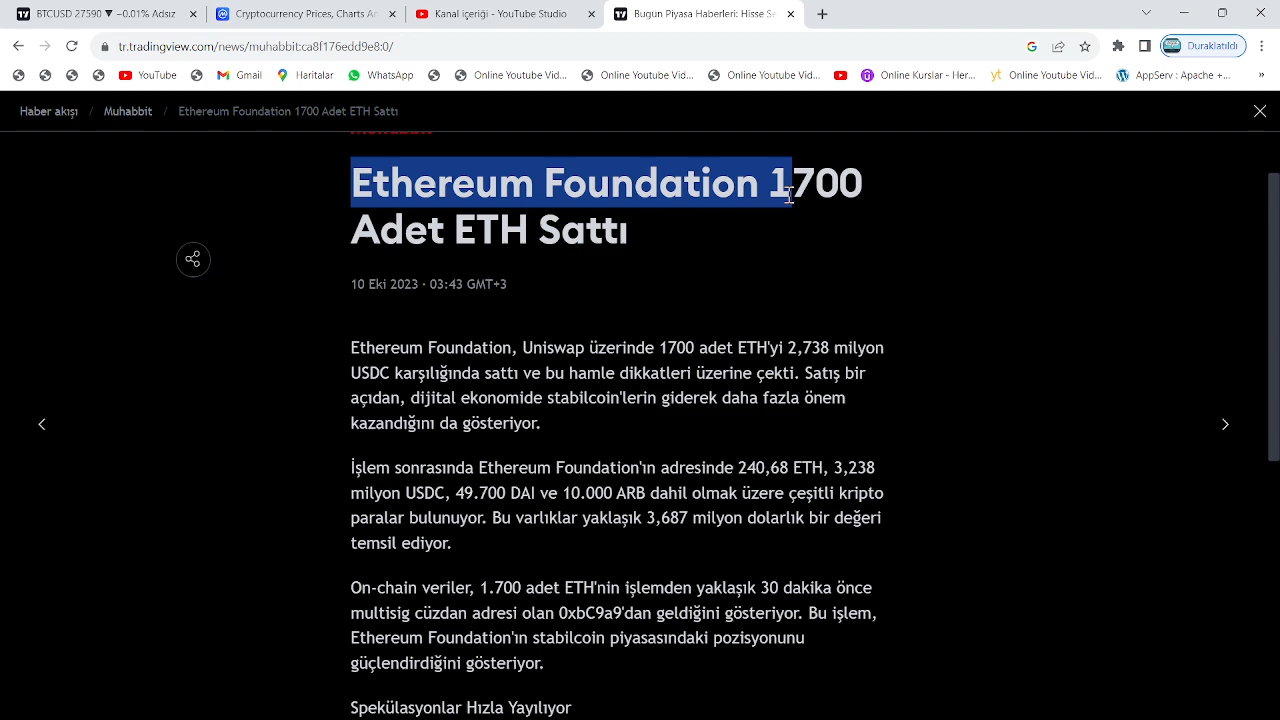 BTCUSD 27590 ▼ −0.01% Adsız
Cryptocurrency Prices, Charts Ar
Kanal içeriği - YouTube Studio
Bugün Piyasa Haberleri: Hisse Se
tr.tradingview.com/news/muhabbit:ca8f176edd9e8:0/
Duraklatıldı
YouTube
Gmail
Haritalar
WhatsApp
Online Youtube Vid...
Online Youtube Vid...
Online Youtube Vid...
Online Kurslar - Her...
Online Youtube Vid...
AppServ : Apache +...
»
Haber akışı / Muhabbit / Ethereum Foundation 1700 Adet ETH Sattı
Ethereum Foundation 1700
Adet ETH Sattı
10 Eki 2023 · 03:43 GMT+3
Ethereum Foundation, Uniswap üzerinde 1700 adet ETH'yi 2,738 milyon
USDC karşılığında sattı ve bu hamle dikkatleri üzerine çekti. Satış bir
açıdan, dijital ekonomide stabilcoin'lerin giderek daha fazla önem
kazandığını da gösteriyor.
İşlem sonrasında Ethereum Foundation'ın adresinde 240,68 ETH, 3,238
milyon USDC, 49.700 DAI ve 10.000 ARB dahil olmak üzere çeşitli kripto
paralar bulunuyor. Bu varlıklar yaklaşık 3,687 milyon dolarlık bir değeri
temsil ediyor.
On-chain veriler, 1.700 adet ETH'nin işlemden yaklaşık 30 dakika önce
multisig cüzdan adresi olan 0xbC9a9'dan geldiğini gösteriyor. Bu işlem,
Ethereum Foundation'ın stabilcoin piyasasındaki pozisyonunu
güçlendirdiğini gösteriyor.
Spekülasyonlar Hızla Yayılıyor